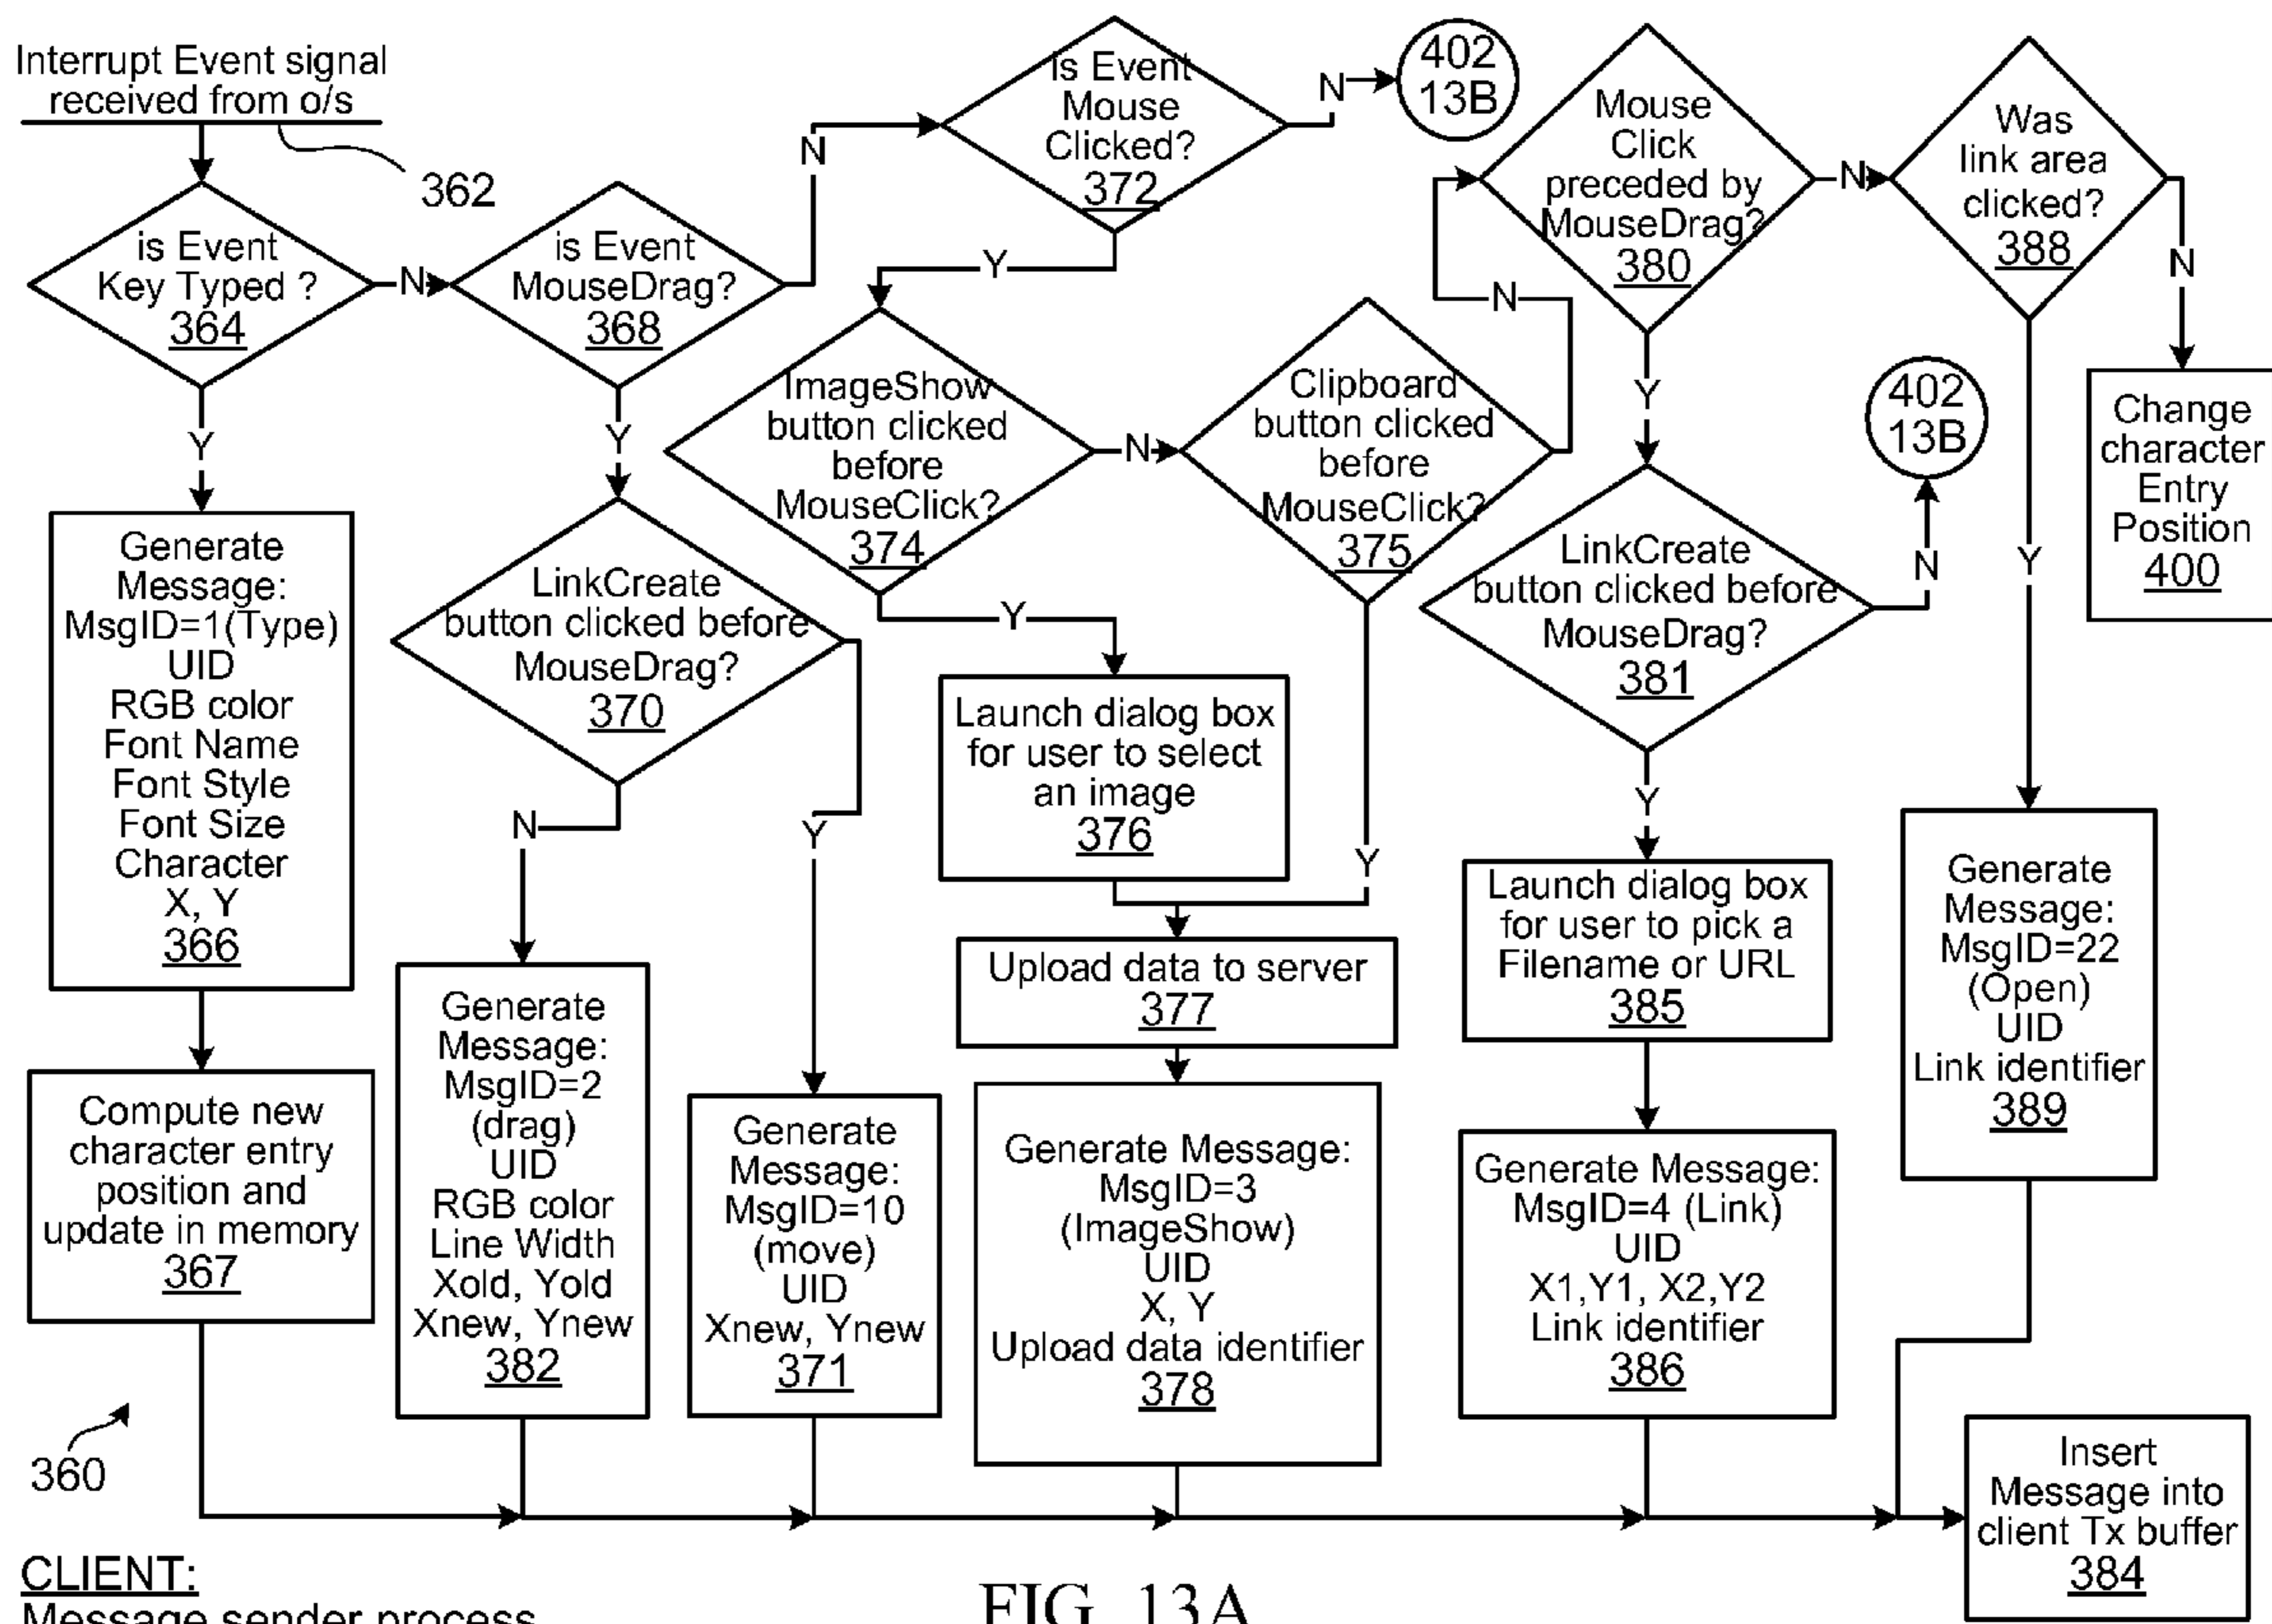 Interrupt Event signal
received from o/s
362
is Event
Key Typed ?
364
N
Y
is Event
MouseDrag?
368
N
Y
is Event
Mouse
Clicked?
372
N
Y
402
13B
Mouse
Click
preceded by
MouseDrag?
380
N
Y
Was
link area
clicked?
388
N
Y
Change
character
Entry
Position
400
ImageShow
button clicked
before
MouseClick?
374
N
Y
Clipboard
button clicked
before
MouseClick?
375
N
Y
LinkCreate
button clicked before
MouseDrag?
381
N
Y
402
13B
LinkCreate
button clicked before
MouseDrag?
370
N
Y
Generate
Message:
MsgID=1(Type)
UID
RGB color
Font Name
Font Style
Font Size
Character
X, Y
366
Compute new
character entry
position and
update in memory
367
Generate
Message:
MsgID=2
(drag)
UID
RGB color
Line Width
Xold, Yold
Xnew, Ynew
382
Generate
Message:
MsgID=10
(move)
UID
Xnew, Ynew
371
Launch dialog box
for user to select
an image
376
Upload data to server
377
Generate Message:
MsgID=3
(ImageShow)
UID
X, Y
Upload data identifier
378
Launch dialog box
for user to pick a
Filename or URL
385
Generate Message:
MsgID=4 (Link)
UID
X1,Y1, X2,Y2
Link identifier
386
Generate
Message:
MsgID=22
(Open)
UID
Link identifier
389
Insert
Message into
client Tx buffer
384
360
CLIENT:
Message sender process
FIG. 13A